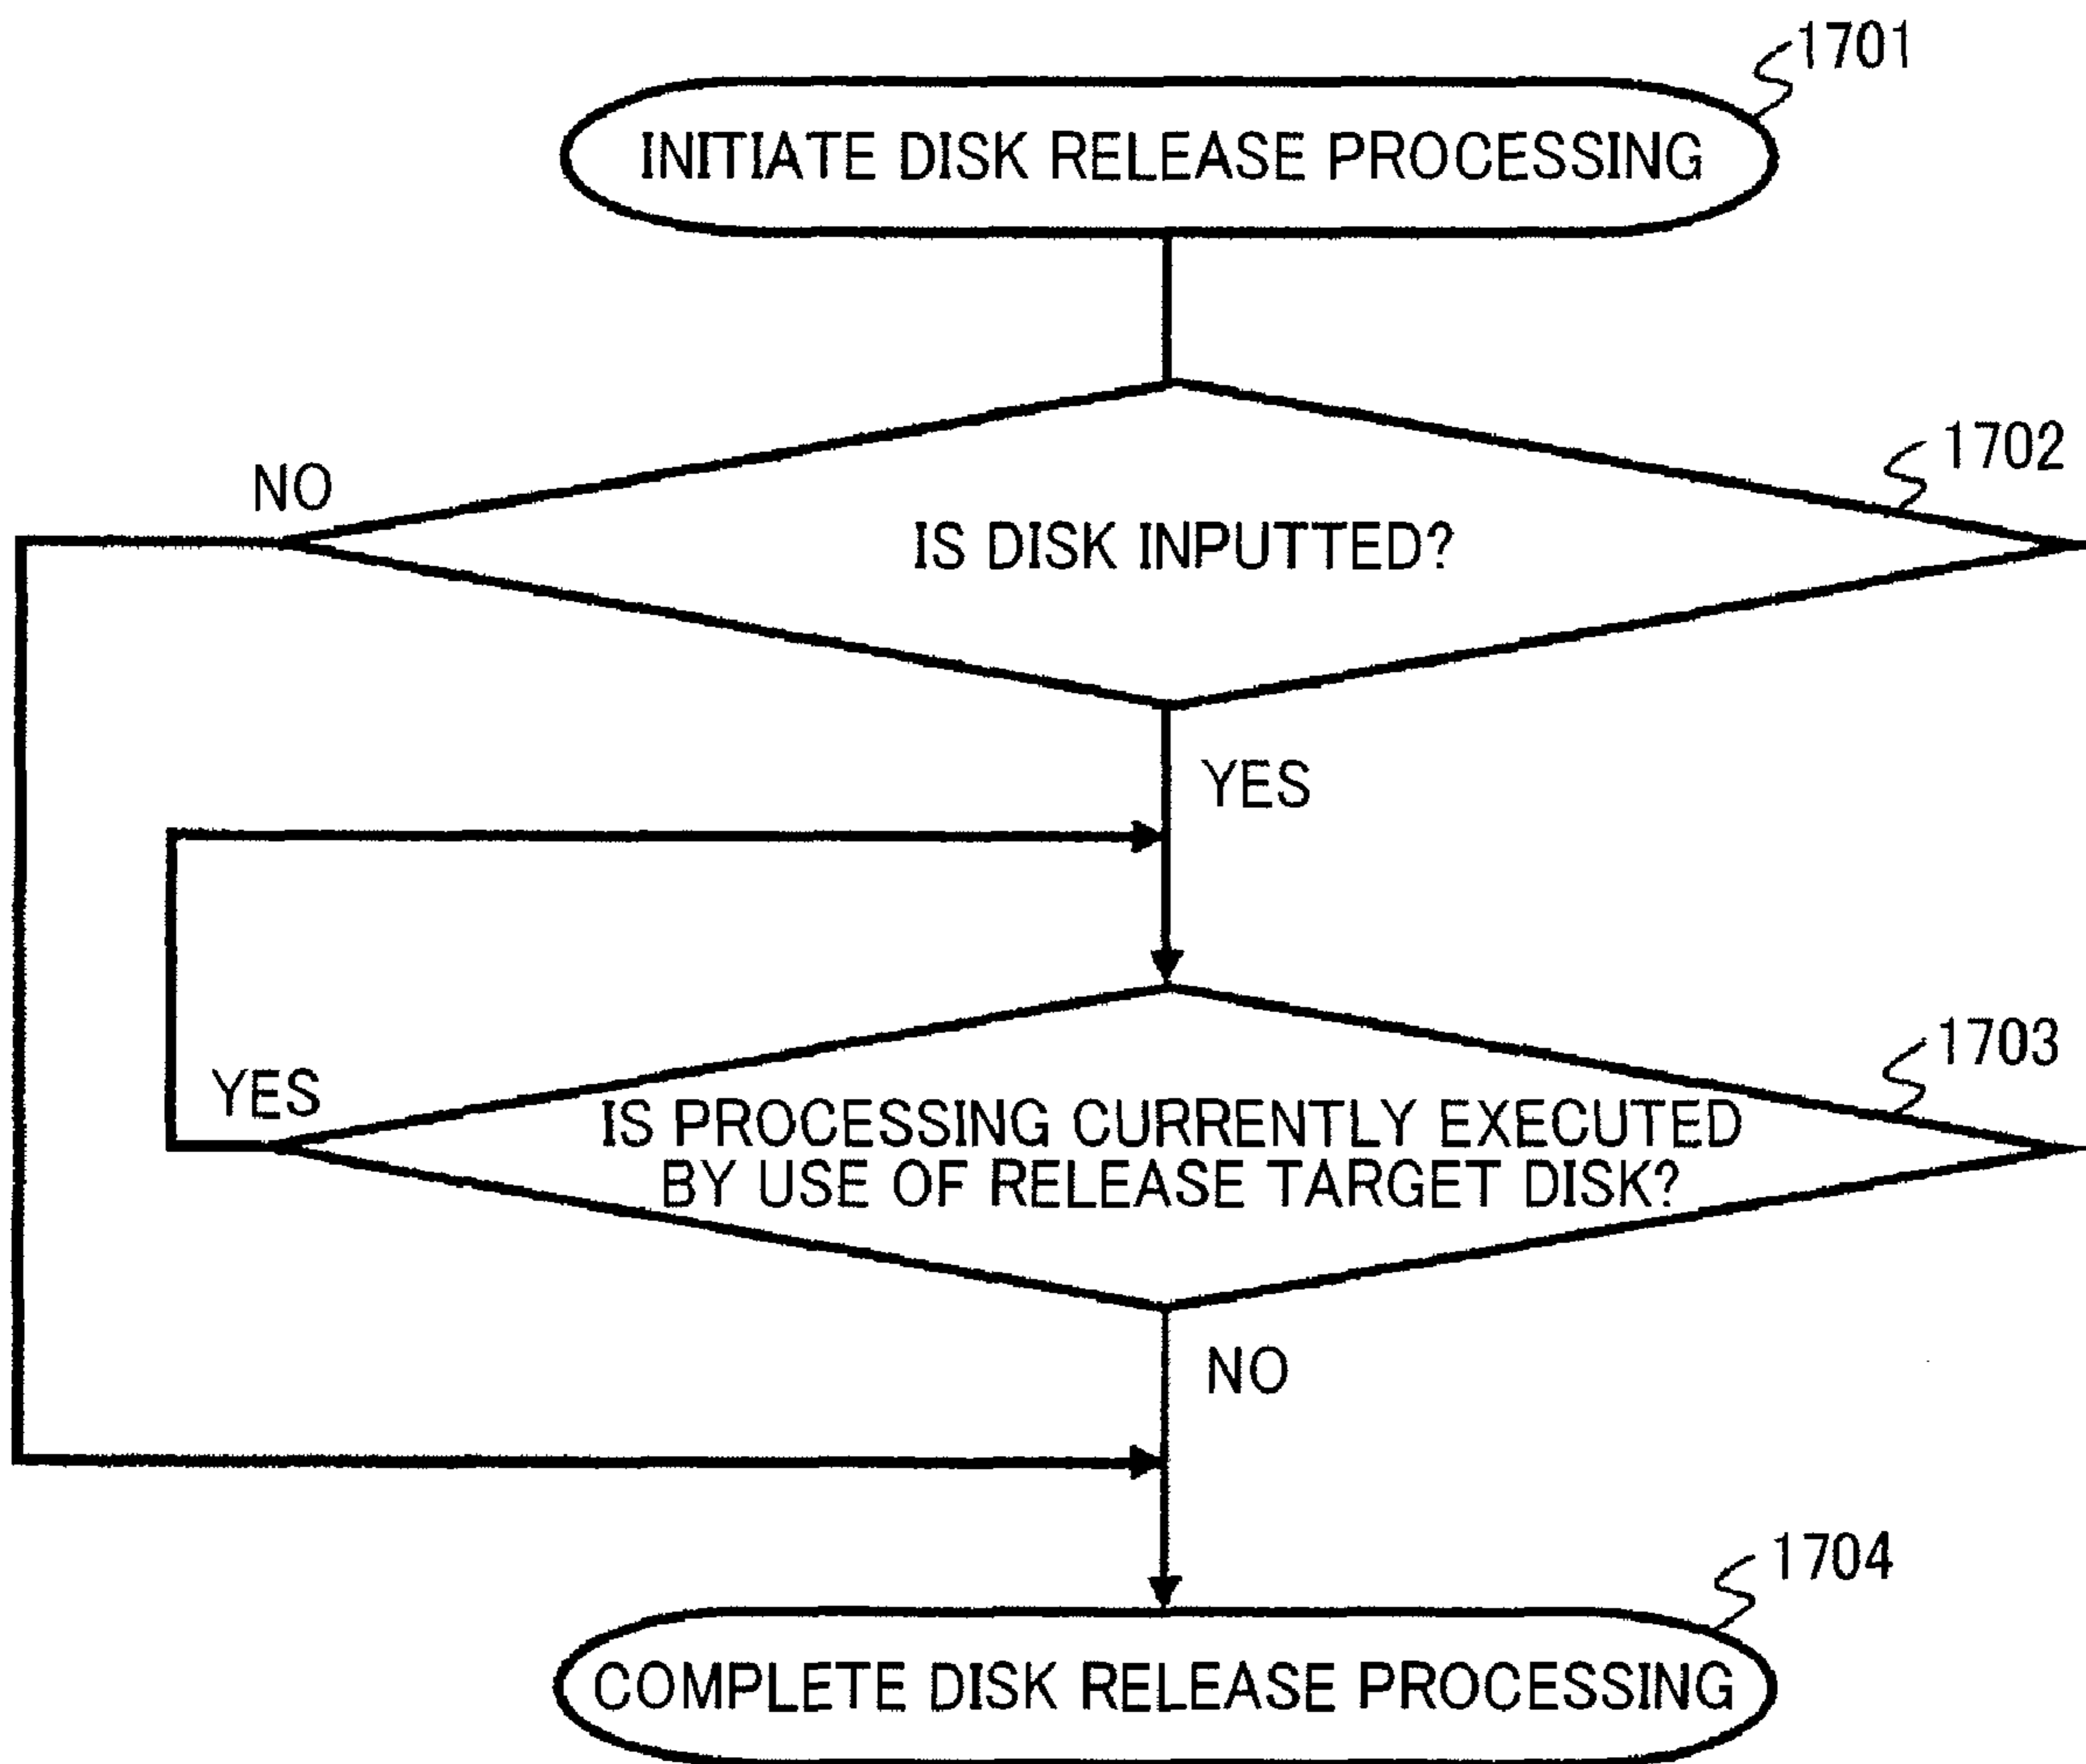 1701
INITIATE DISK RELEASE PROCESSING
1702
NO
IS DISK INPUTTED?
YES
1703
YES
IS PROCESSING CURRENTLY EXECUTED
BY USE OF RELEASE TARGET DISK?
NO
1704
COMPLETE DISK RELEASE PROCESSING